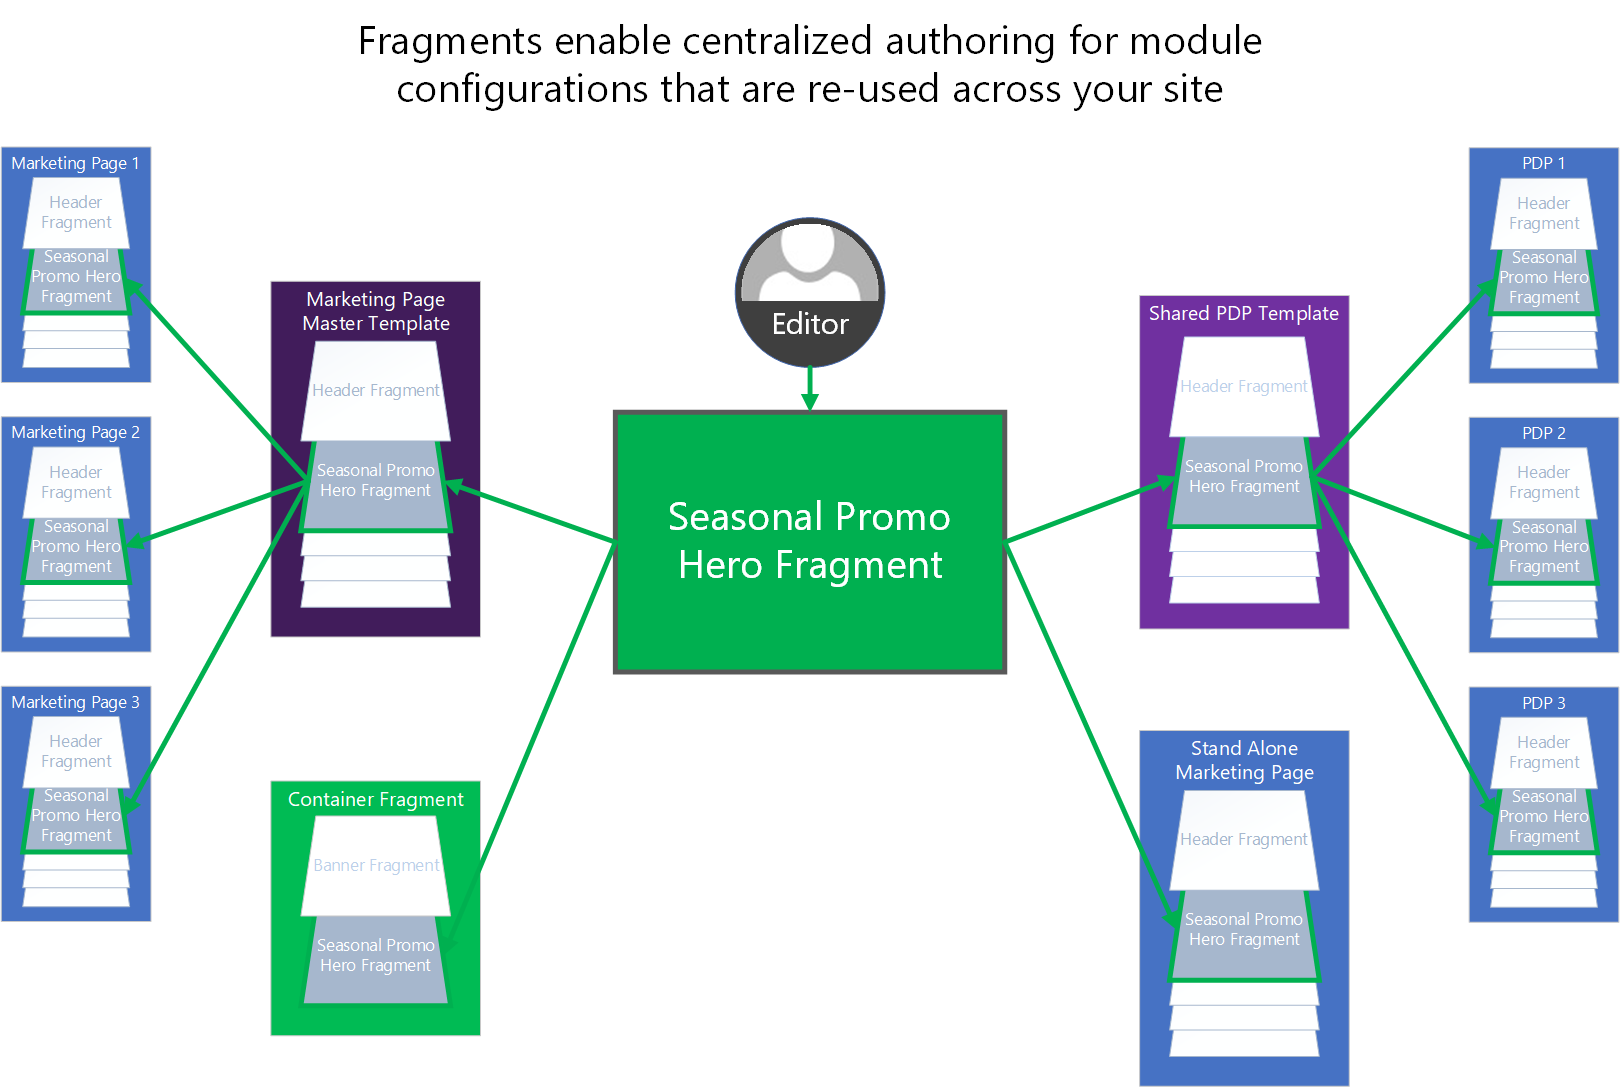 Fragments enable centralized authoring for module
configurations that are re-used across your site
Marketing Page 1
Header
Fragment
Seasonal
Promo Hero
Fragment
Marketing Page 2
Header
Fragment
Seasonal
Promo Hero
Fragment
Marketing Page 3
Header
Fragment
Seasonal
Promo Hero
Fragment
Marketing Page
Master Template
Header Fragment
Seasonal Promo
Hero Fragment
Container Fragment
Banner Fragment
Seasonal Promo
Hero Fragment
Editor
Seasonal Promo
Hero Fragment
Shared PDP Template
Header Fragment
Seasonal Promo
Hero Fragment
Stand Alone
Marketing Page
Header Fragment
Seasonal Promo
Hero Fragment
PDP 1
Header
Fragment
Seasonal
Promo Hero
Fragment
PDP 2
Header
Fragment
Seasonal
Promo Hero
Fragment
PDP 3
Header
Fragment
Seasonal
Promo Hero
Fragment